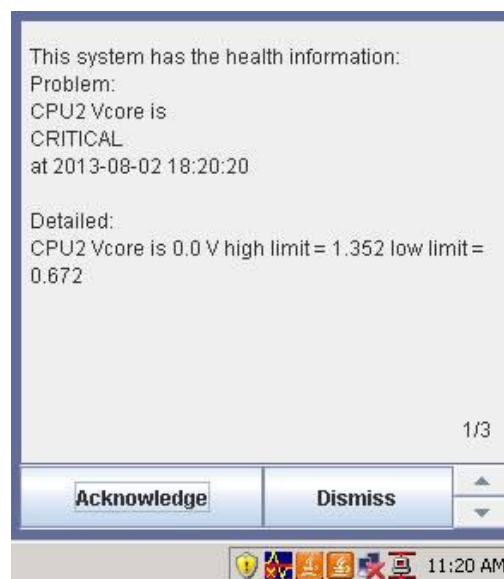 This system has the health information:
Problem:
CPU2 Vcore is
CRITICAL
at 2013-08-02 18:20:20
Detailed:
CPU2 Vcore is 0.0 V high limit = 1.352 low limit =
0.672
1/3
Acknowledge
Dismiss
11:20 AM